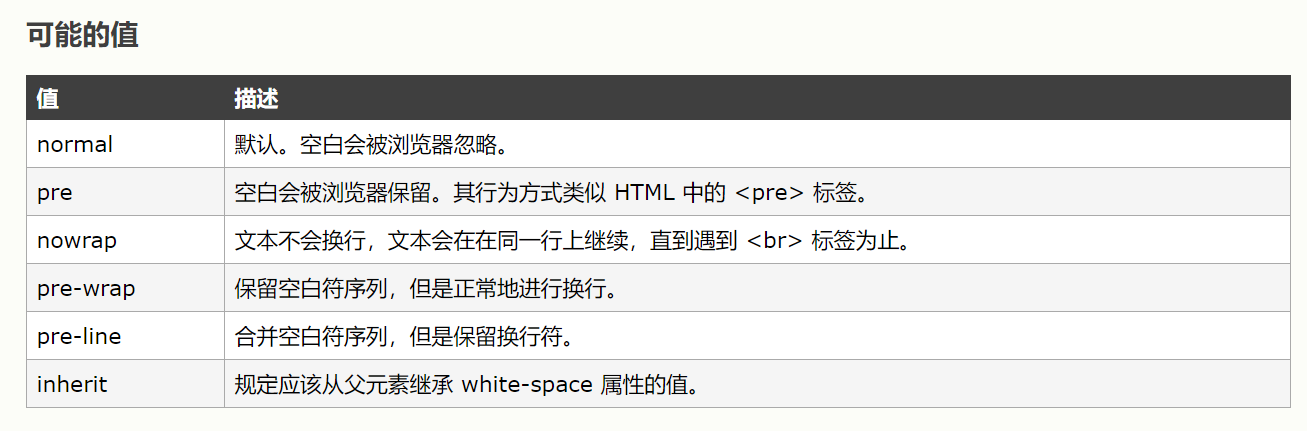 可能的值
值 描述
normal 默认。空白会被浏览器忽略。
pre 空白会被浏览器保留。其行为方式类似 HTML 中的 <pre> 标签。
nowrap 文本不会换行，文本会在在同一行上继续，直到遇到 <br> 标签为止。
pre-wrap 保留空白符序列，但是正常地进行换行。
pre-line 合并空白符序列，但是保留换行符。
inherit 规定应该从父元素继承 white-space 属性的值。